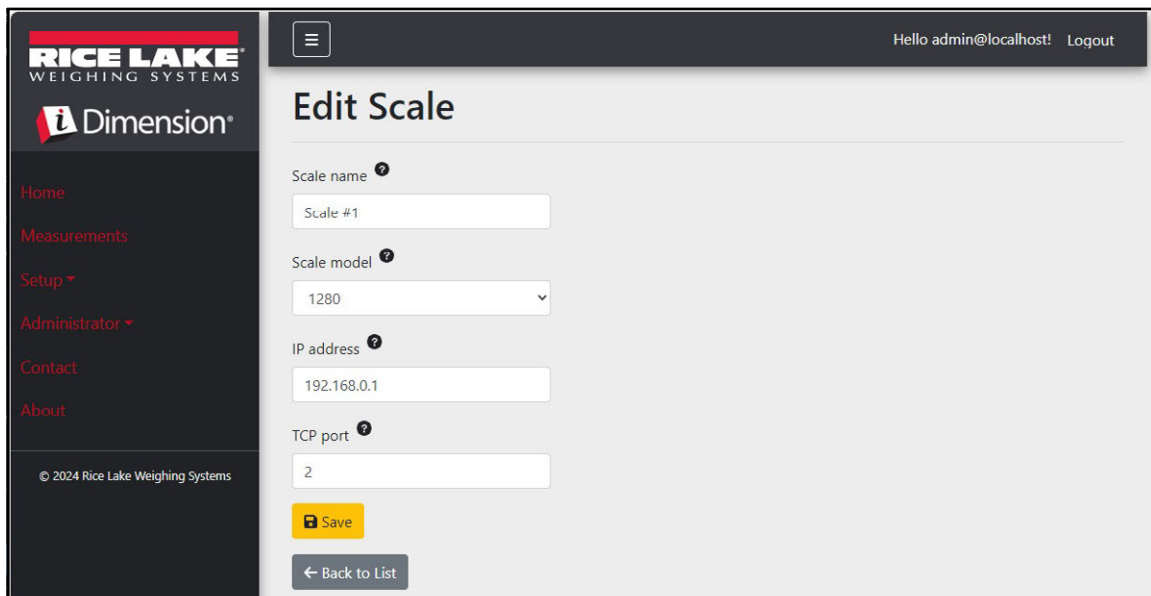 RICE LAKE®
WEIGHING SYSTEMS
i Dimension®
Home
Measurements
Setup
Administrator
Contact
About
© 2024 Rice Lake Weighing Systems
Hello admin@localhost! Logout
Edit Scale
Scale name ?
Scale #1
Scale model ?
1280
IP address ?
192.168.0.1
TCP port ?
2
Save
← Back to List